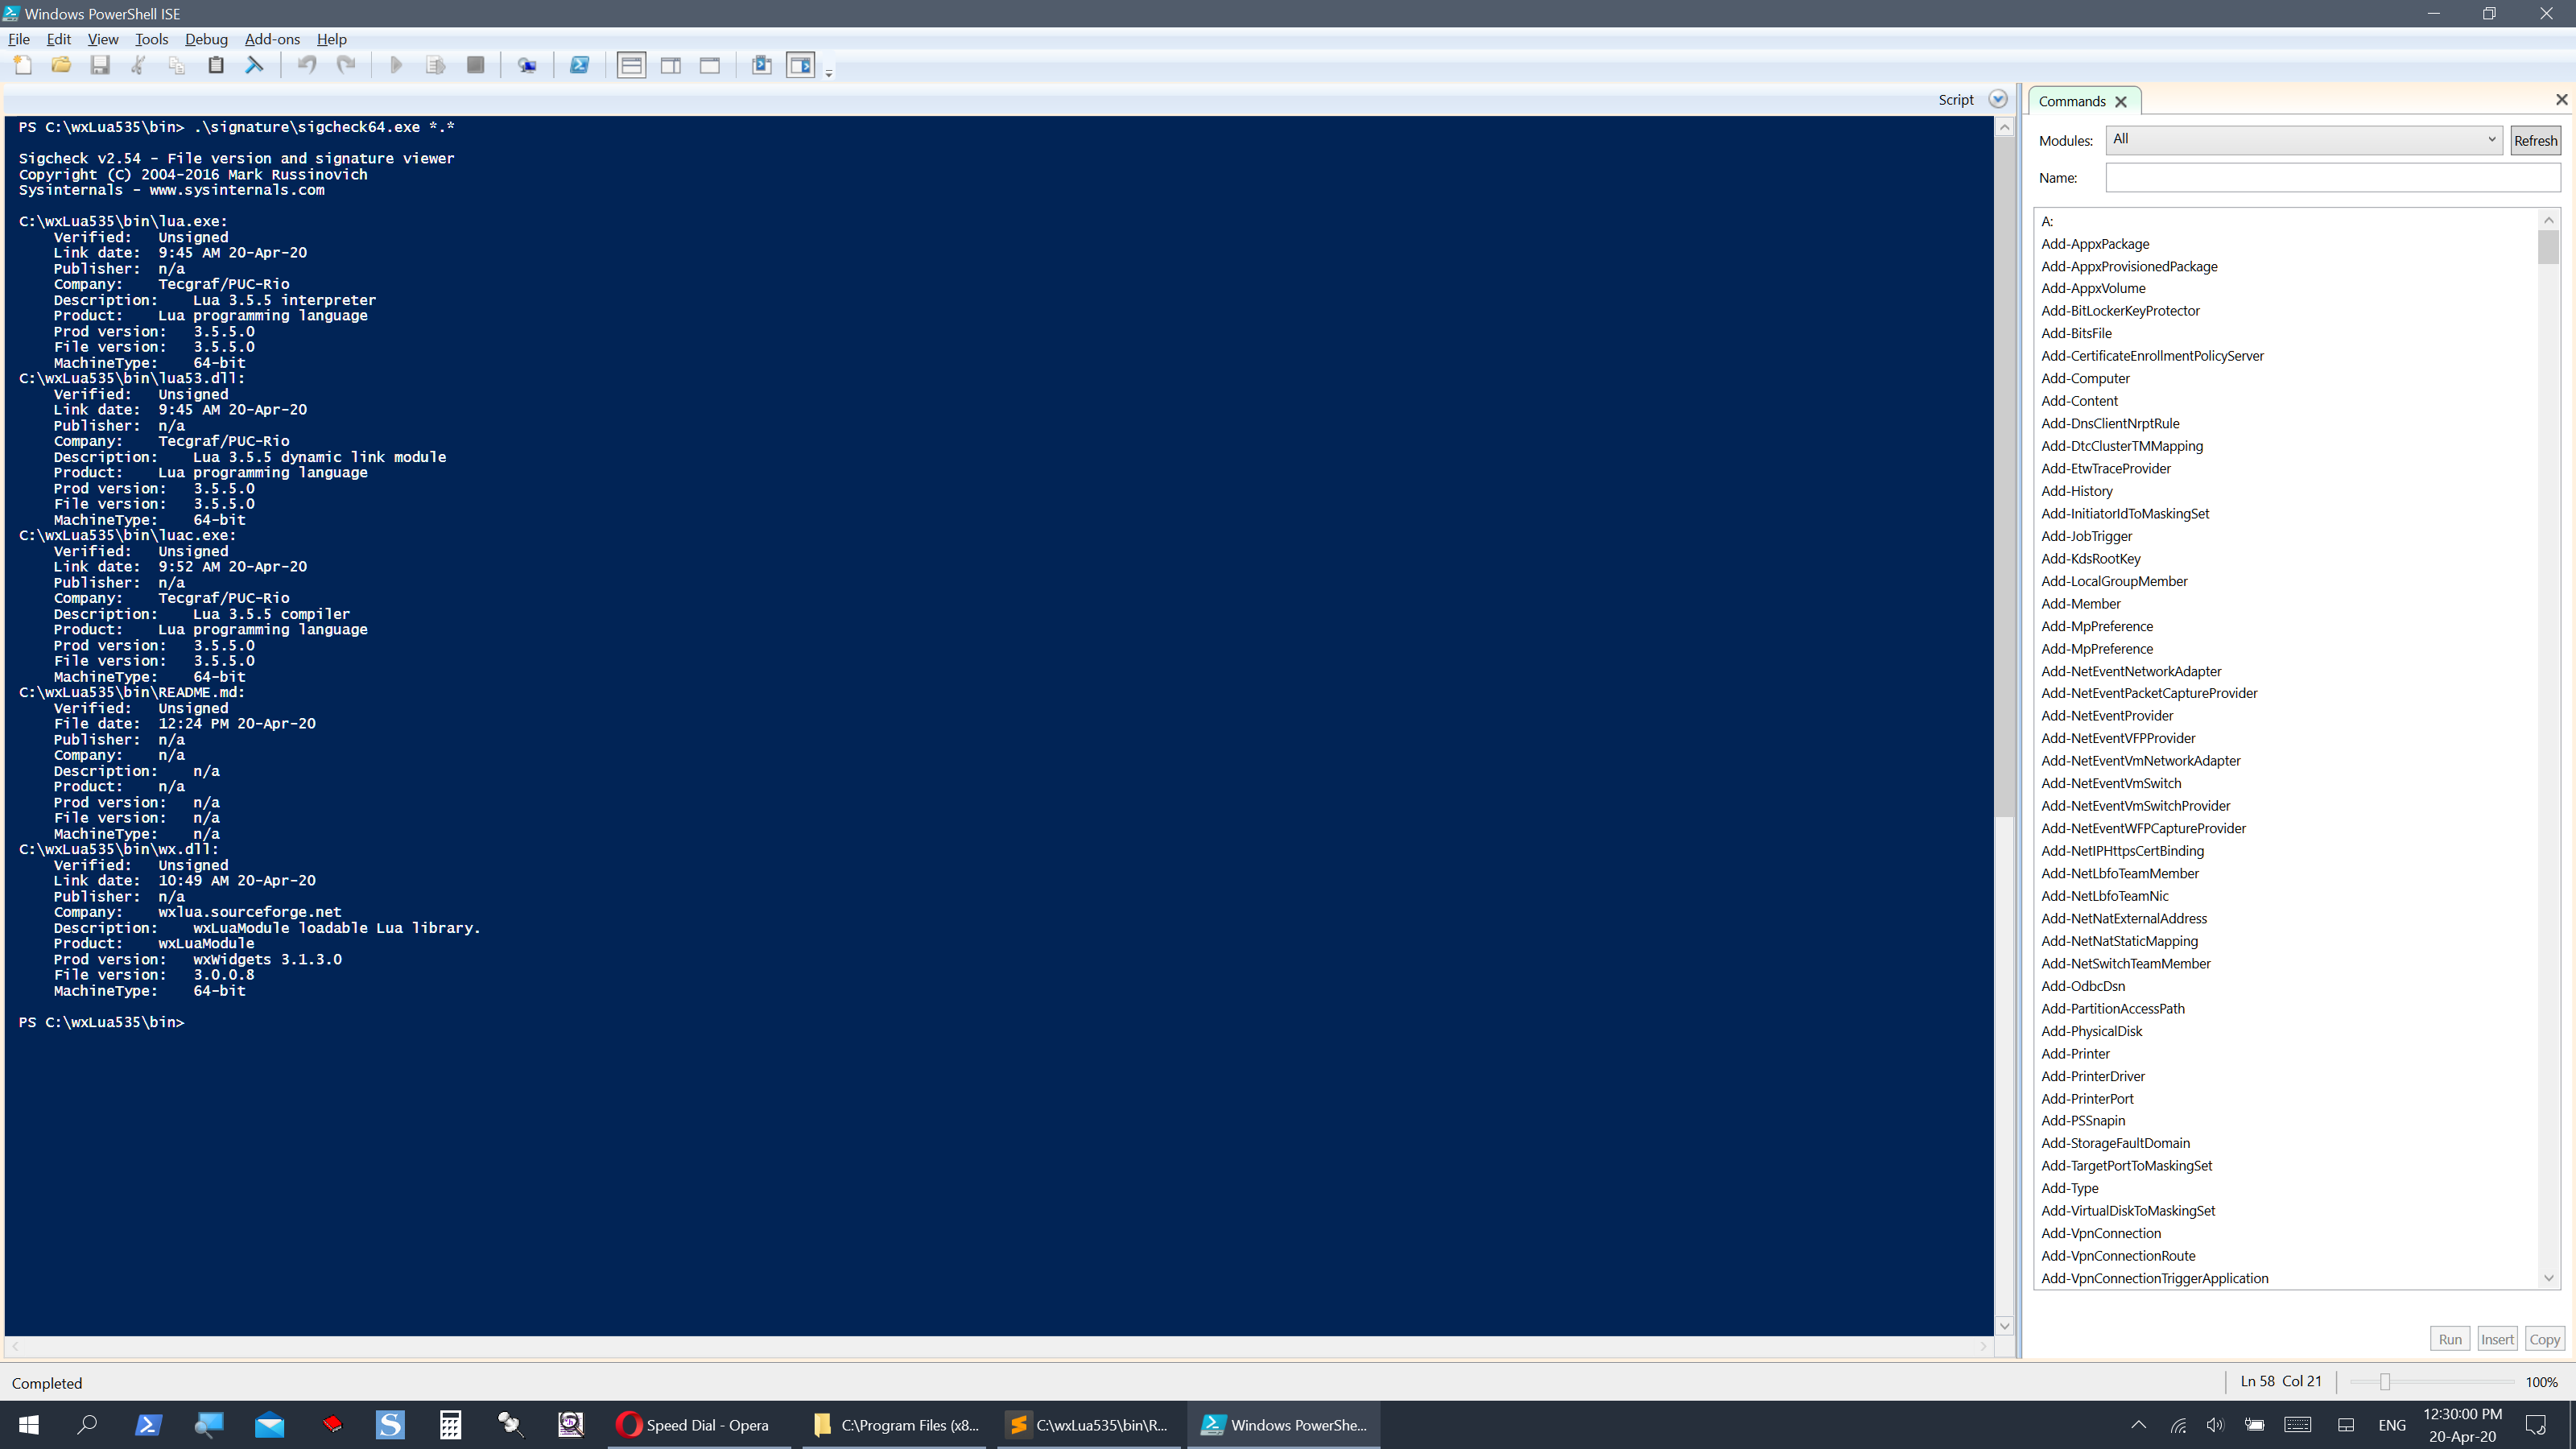 Windows PowerShell ISE
File Edit View Tools Debug Add-ons Help
Script
PS C:\wxLua535\bin> .\signature\sigcheck64.exe *.*
Sigcheck v2.54 - File version and signature viewer
Copyright (C) 2004-2016 Mark Russinovich
Sysinternals - www.sysinternals.com
C:\wxLua535\bin\lua.exe:
Verified: Unsigned
Link date: 9:45 AM 20-Apr-20
Publisher: n/a
Company: Tecgraf/PUC-Rio
Description: Lua 3.5.5 interpreter
Product: Lua programming language
Prod version: 3.5.5.0
File version: 3.5.5.0
MachineType: 64-bit
C:\wxLua535\bin\lua53.dll:
Verified: Unsigned
Link date: 9:45 AM 20-Apr-20
Publisher: n/a
Company: Tecgraf/PUC-Rio
Description: Lua 3.5.5 dynamic link module
Product: Lua programming language
Prod version: 3.5.5.0
File version: 3.5.5.0
MachineType: 64-bit
C:\wxLua535\bin\luac.exe:
Verified: Unsigned
Link date: 9:52 AM 20-Apr-20
Publisher: n/a
Company: Tecgraf/PUC-Rio
Description: Lua 3.5.5 compiler
Product: Lua programming language
Prod version: 3.5.5.0
File version: 3.5.5.0
MachineType: 64-bit
C:\wxLua535\bin\README.md:
Verified: Unsigned
File date: 12:24 PM 20-Apr-20
Publisher: n/a
Company: n/a
Description: n/a
Product: n/a
Prod version: n/a
File version: n/a
MachineType: n/a
C:\wxLua535\bin\wx.dll:
Verified: Unsigned
Link date: 10:49 AM 20-Apr-20
Publisher: n/a
Company: wxlua.sourceforge.net
Description: wxLuaModule loadable Lua library.
Product: wxLuaModule
Prod version: wxWidgets 3.1.3.0
File version: 3.0.0.8
MachineType: 64-bit
PS C:\wxLua535\bin>
Commands
Modules: All Refresh
Name:
A:
Add-AppxPackage
Add-AppxProvisionedPackage
Add-AppxVolume
Add-BitLockerKeyProtector
Add-BitsFile
Add-CertificateEnrollmentPolicyServer
Add-Computer
Add-Content
Add-DnsClientNrptRule
Add-DtcClusterTMMapping
Add-EtwTraceProvider
Add-History
Add-InitiatorIdToMaskingSet
Add-JobTrigger
Add-KdsRootKey
Add-LocalGroupMember
Add-Member
Add-MpPreference
Add-MpPreference
Add-NetEventNetworkAdapter
Add-NetEventPacketCaptureProvider
Add-NetEventProvider
Add-NetEventVFPProvider
Add-NetEventVmNetworkAdapter
Add-NetEventVmSwitch
Add-NetEventVmSwitchProvider
Add-NetEventWFPCaptureProvider
Add-NetIPHttpsCertBinding
Add-NetLbfoTeamMember
Add-NetLbfoTeamNic
Add-NetNatExternalAddress
Add-NetNatStaticMapping
Add-NetSwitchTeamMember
Add-OdbcDsn
Add-PartitionAccessPath
Add-PhysicalDisk
Add-Printer
Add-PrinterDriver
Add-PrinterPort
Add-PSSnapin
Add-StorageFaultDomain
Add-TargetPortToMaskingSet
Add-Type
Add-VirtualDiskToMaskingSet
Add-VpnConnection
Add-VpnConnectionRoute
Add-VpnConnectionTriggerApplication
Run Insert Copy
Completed
Ln 58 Col 21
100%
Speed Dial - Opera
C:\Program Files (x8...
C:\wxLua535\bin\R...
Windows PowerShe...
ENG
12:30:00 PM
20-Apr-20